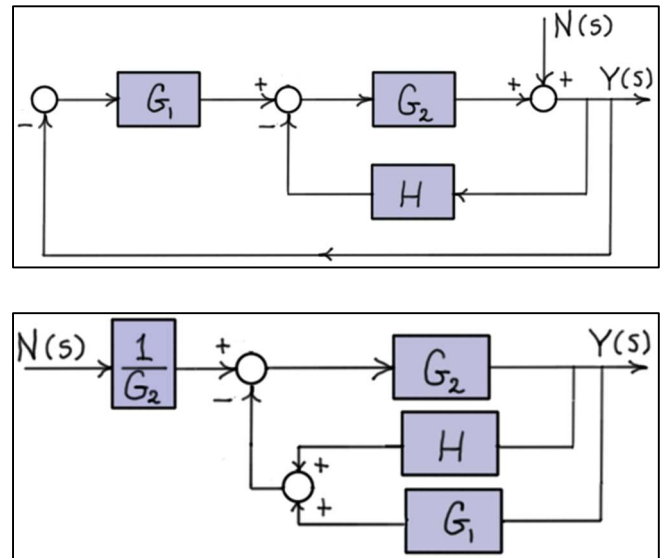 N(s)
+ Y(s)
G₁ + G₂ +
- -
H
N(s) 1/G₂ + G₂ Y(s)
-
H
+
+
G₁